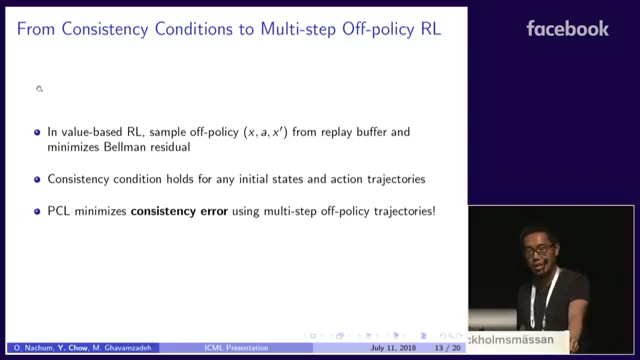 From Consistency Conditions to Multi-step Off-policy RL
facebook
In value-based RL, sample off-policy (x, a, x′) from replay buffer and
minimizes Bellman residual
Consistency condition holds for any initial states and action trajectories
PCL minimizes consistency error using multi-step off-policy trajectories!
ckholmsmässan
O. Nachum, Y. Chow, M. Ghavamzadeh
ICML Presentation
July 11, 2018
13 / 20